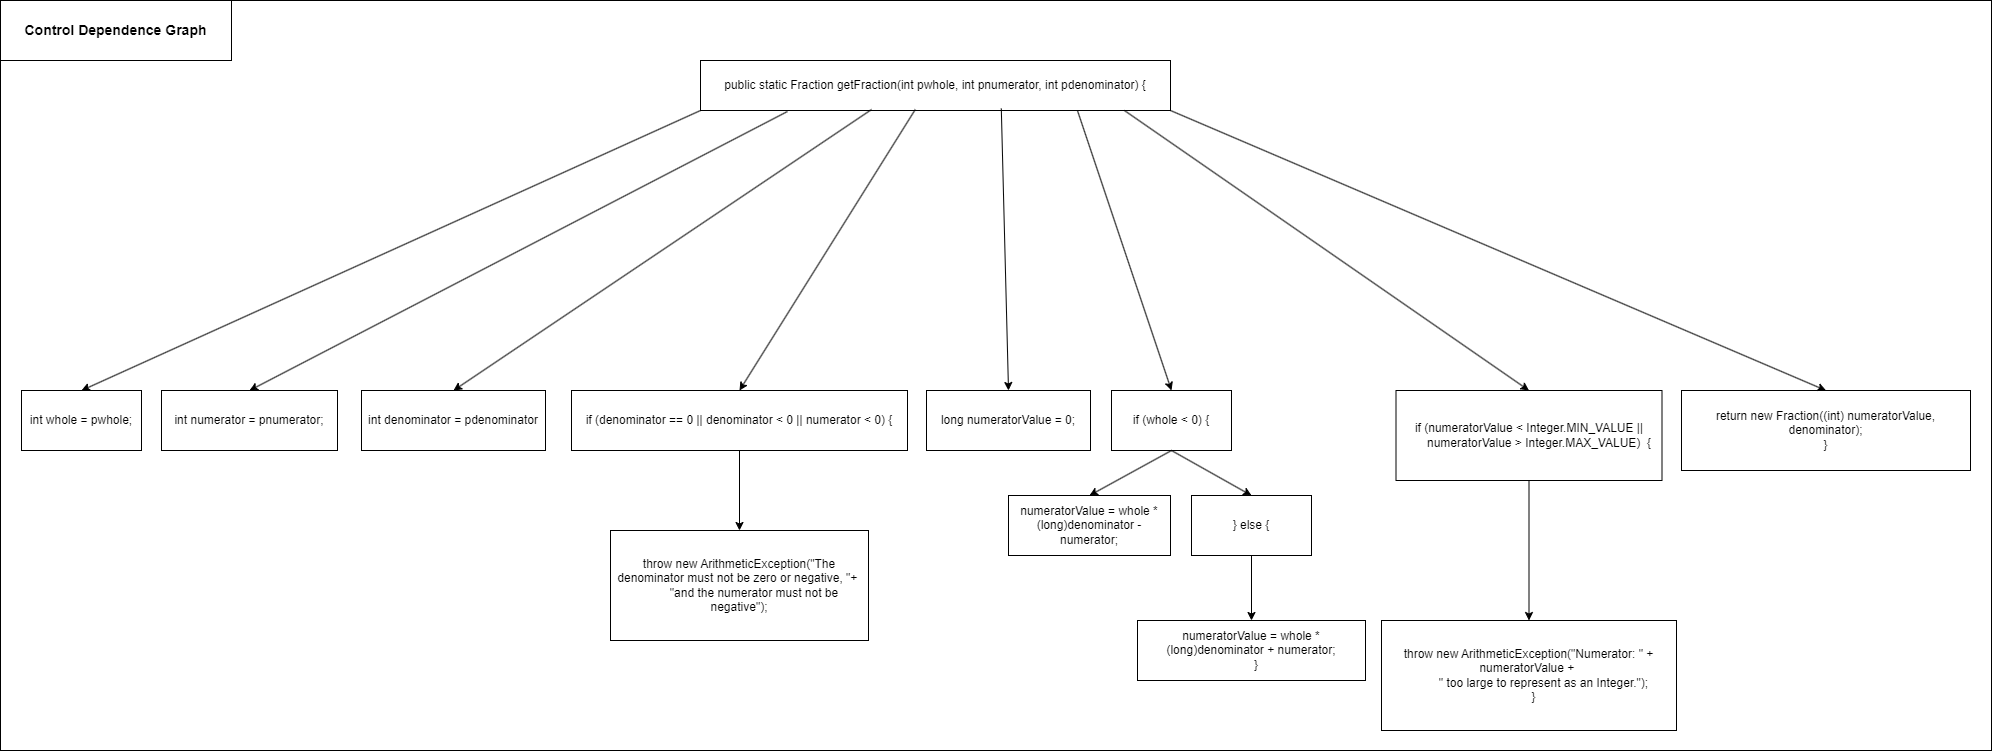 Control Dependence Graph
public static Fraction getFraction(int pwhole, int pnumerator, int pdenominator) {
int whole = pwhole;
int numerator = pnumerator;
int denominator = pdenominator
if (denominator == 0 || denominator < 0 || numerator < 0) {
long numeratorValue = 0;
if (whole < 0) {
if (numeratorValue < Integer.MIN_VALUE ||
numeratorValue > Integer.MAX_VALUE) {
return new Fraction((int) numeratorValue,
denominator);
}
numeratorValue = whole *
(long)denominator -
numerator;
} else {
throw new ArithmeticException("The
denominator must not be zero or negative, "+
"and the numerator must not be
negative");
numeratorValue = whole *
(long)denominator + numerator;
}
throw new ArithmeticException("Numerator: " +
numeratorValue +
" too large to represent as an Integer.");
}